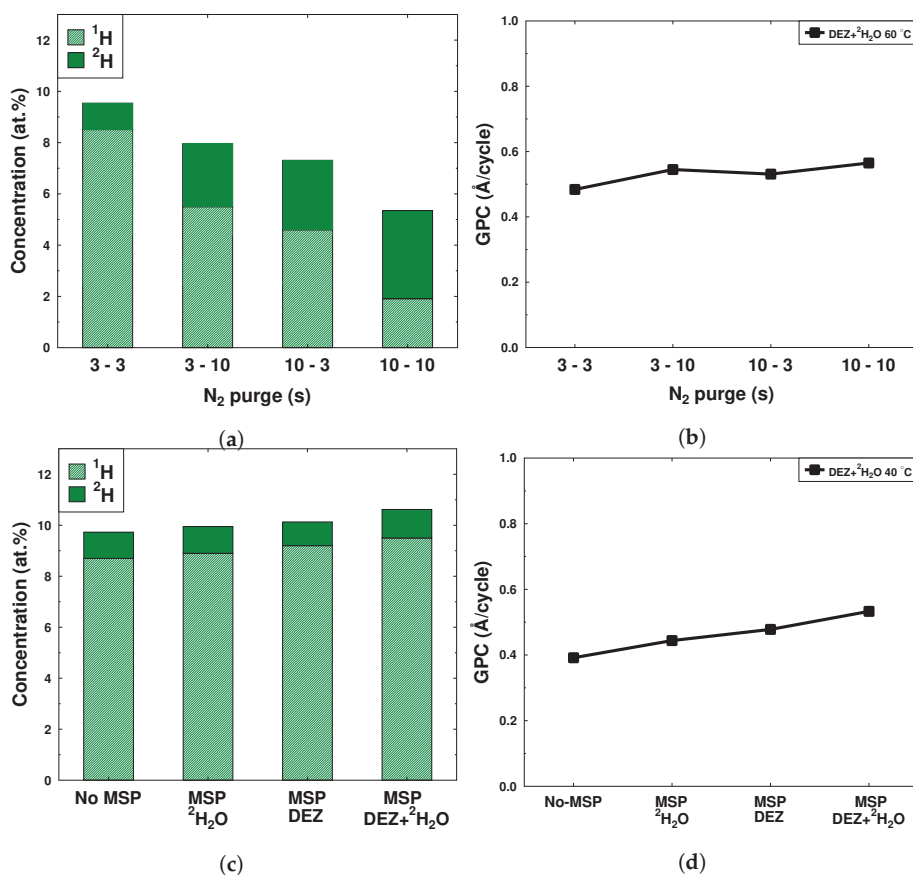 12
10
8
6
4
2
0
Concentration (at.%)
¹H
²H
3 - 3
3 - 10
10 - 3
10 - 10
N₂ purge (s)
(a)
1.0
0.8
0.6
0.4
0.2
0.0
GPC (Å/cycle)
DEZ+²H₂O 60 °C
3 - 3
3 - 10
10 - 3
10 - 10
N₂ purge (s)
(b)
12
10
8
6
4
2
0
Concentration (at.%)
¹H
²H
No MSP
MSP
²H₂O
MSP
DEZ
MSP
DEZ+²H₂O
(c)
1.0
0.8
0.6
0.4
0.2
0.0
GPC (Å/cycle)
DEZ+²H₂O 40 °C
No-MSP
MSP
²H₂O
MSP
DEZ
MSP
DEZ+²H₂O
(d)